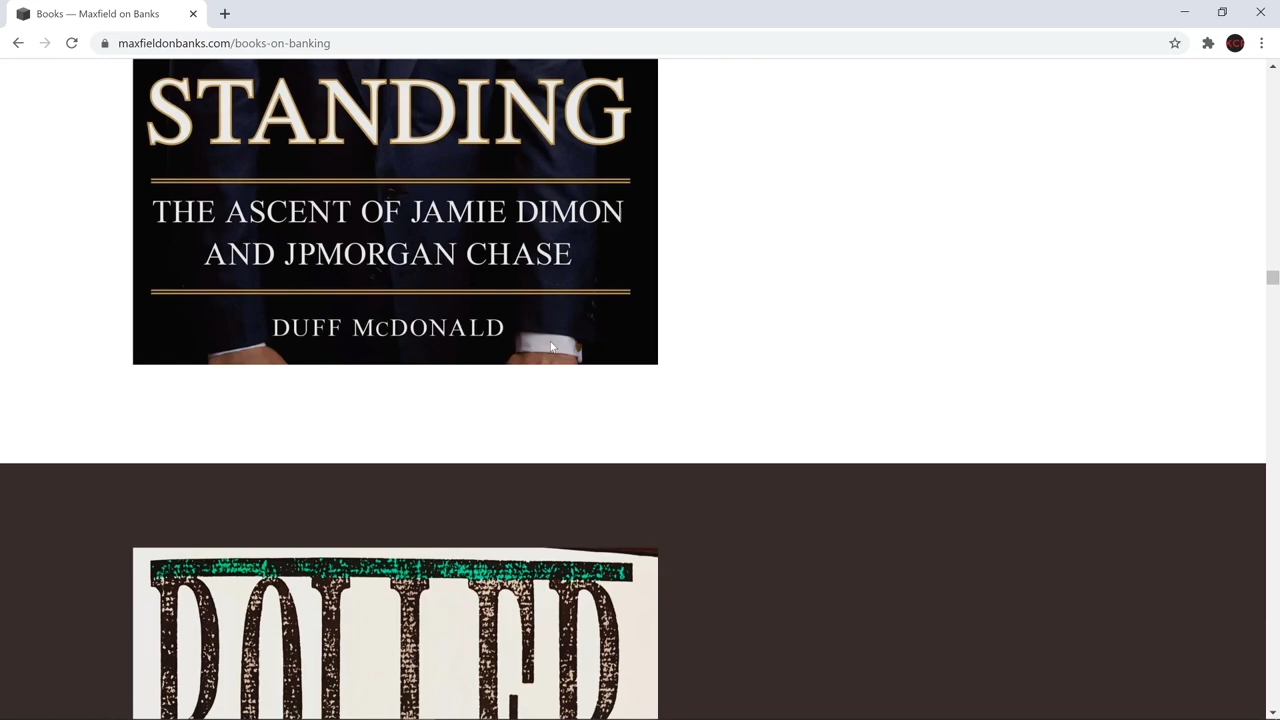 Books — Maxfield on Banks
maxfieldonbanks.com/books-on-banking
STANDING
THE ASCENT OF JAMIE DIMON
AND JPMORGAN CHASE
DUFF McDONALD